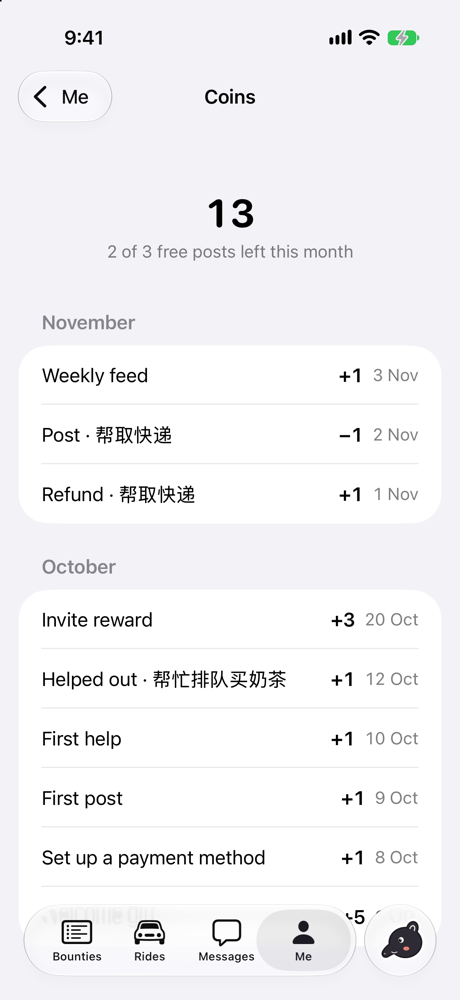 9:41
Me
Coins
13
2 of 3 free posts left this month
November
Weekly feed +1 3 Nov
Post · 帮取快递 −1 2 Nov
Refund · 帮取快递 +1 1 Nov
October
Invite reward +3 20 Oct
Helped out · 帮忙排队买奶茶 +1 12 Oct
First help +1 10 Oct
First post +1 9 Oct
Set up a payment method +1 8 Oct
+5
Bounties Rides Messages Me